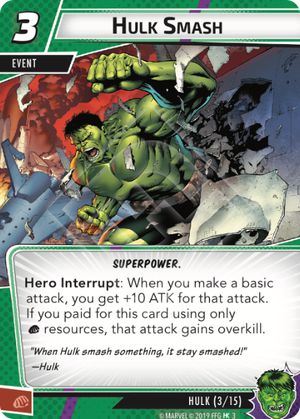 3
HULK SMASH
EVENT
SUPERPOWER.
Hero Interrupt: When you make a basic
attack, you get +10 ATK for that attack.
If you paid for this card using only
resources, that attack gains overkill.
"When Hulk smash something, it stay smashed!"
—Hulk
HULK (3/15)
© MARVEL © 2019 FFG HK 3